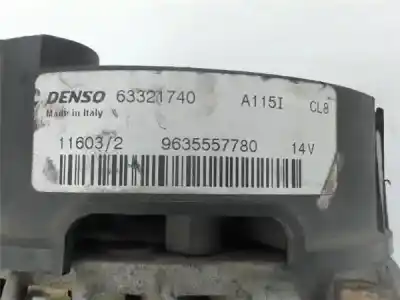 DENSO 63321740 A115I CL8
Made in Italy
11603/2 9635557780 14V